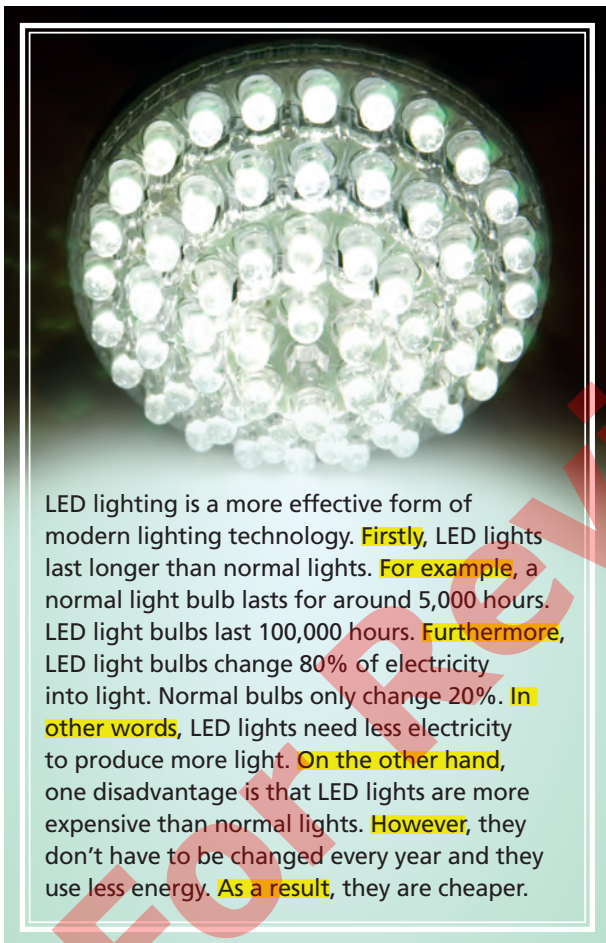 LED lighting is a more effective form of
modern lighting technology. Firstly, LED lights
last longer than normal lights. For example, a
normal light bulb lasts for around 5,000 hours.
LED light bulbs last 100,000 hours. Furthermore,
LED light bulbs change 80% of electricity
into light. Normal bulbs only change 20%. In
other words, LED lights need less electricity
to produce more light. On the other hand,
one disadvantage is that LED lights are more
expensive than normal lights. However, they
don't have to be changed every year and they
use less energy. As a result, they are cheaper.
For Revi